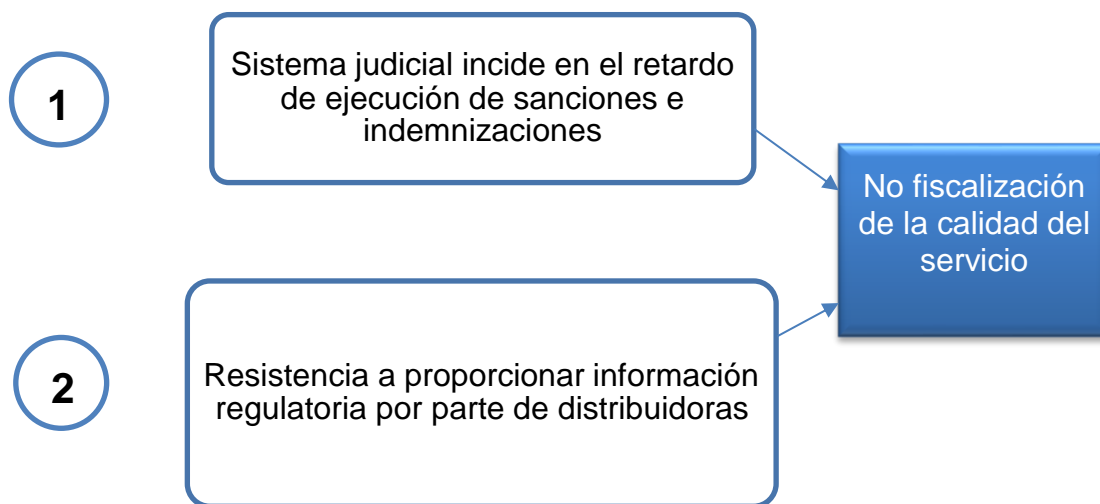 1
Sistema judicial incide en el retardo
de ejecución de sanciones e
indemnizaciones
No fiscalización
de la calidad del
servicio
2
Resistencia a proporcionar información
regulatoria por parte de distribuidoras